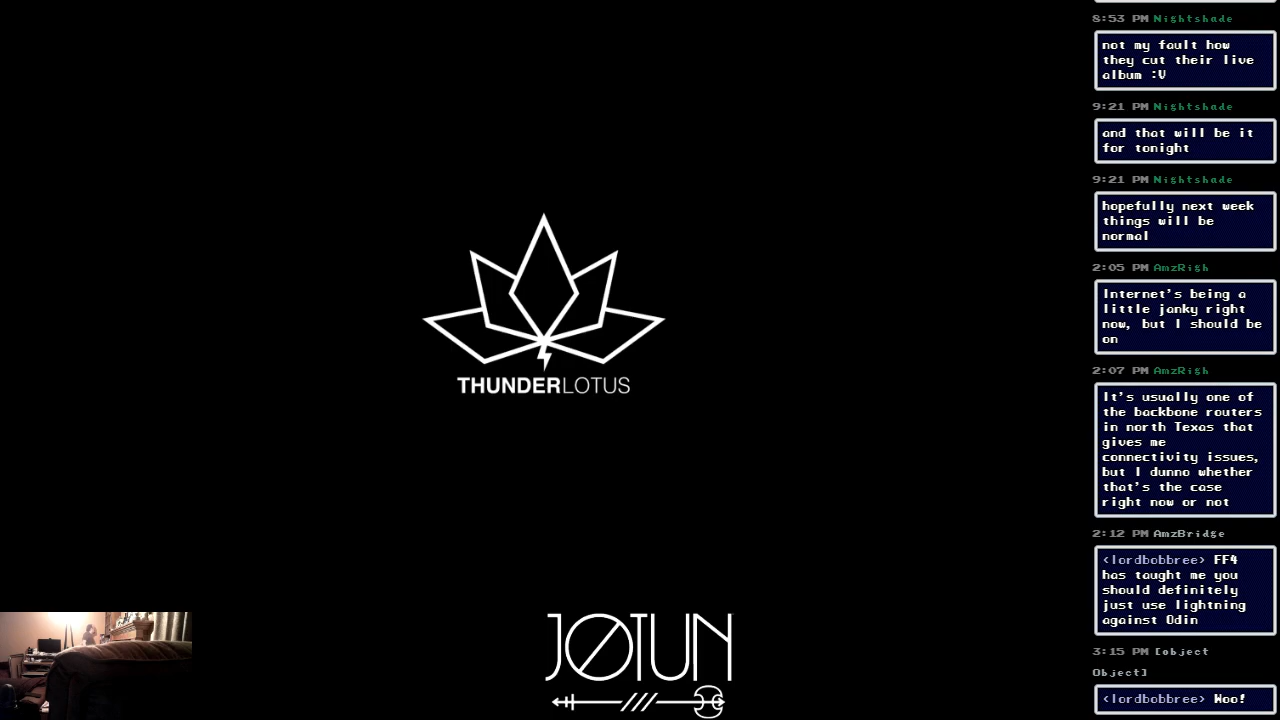 THUNDERLOTUS
JØTUN
8:53 PM Nightshade
not my fault how
they cut their live
album :V
9:21 PM Nightshade
and that will be it
for tonight
9:21 PM Nightshade
hopefully next week
things will be
normal
2:05 PM AmzRigh
Internet's being a
little janky right
now, but I should be
on
2:07 PM AmzRigh
It's usually one of
the backbone routers
in north Texas that
gives me
connectivity issues,
but I dunno whether
that's the case
right now or not
2:12 PM AmzBridge
<lordbobbree> FF4
has taught me you
should definitely
just use lightning
against Odin
3:15 PM [object
Object]
<lordbobbree> Woo!